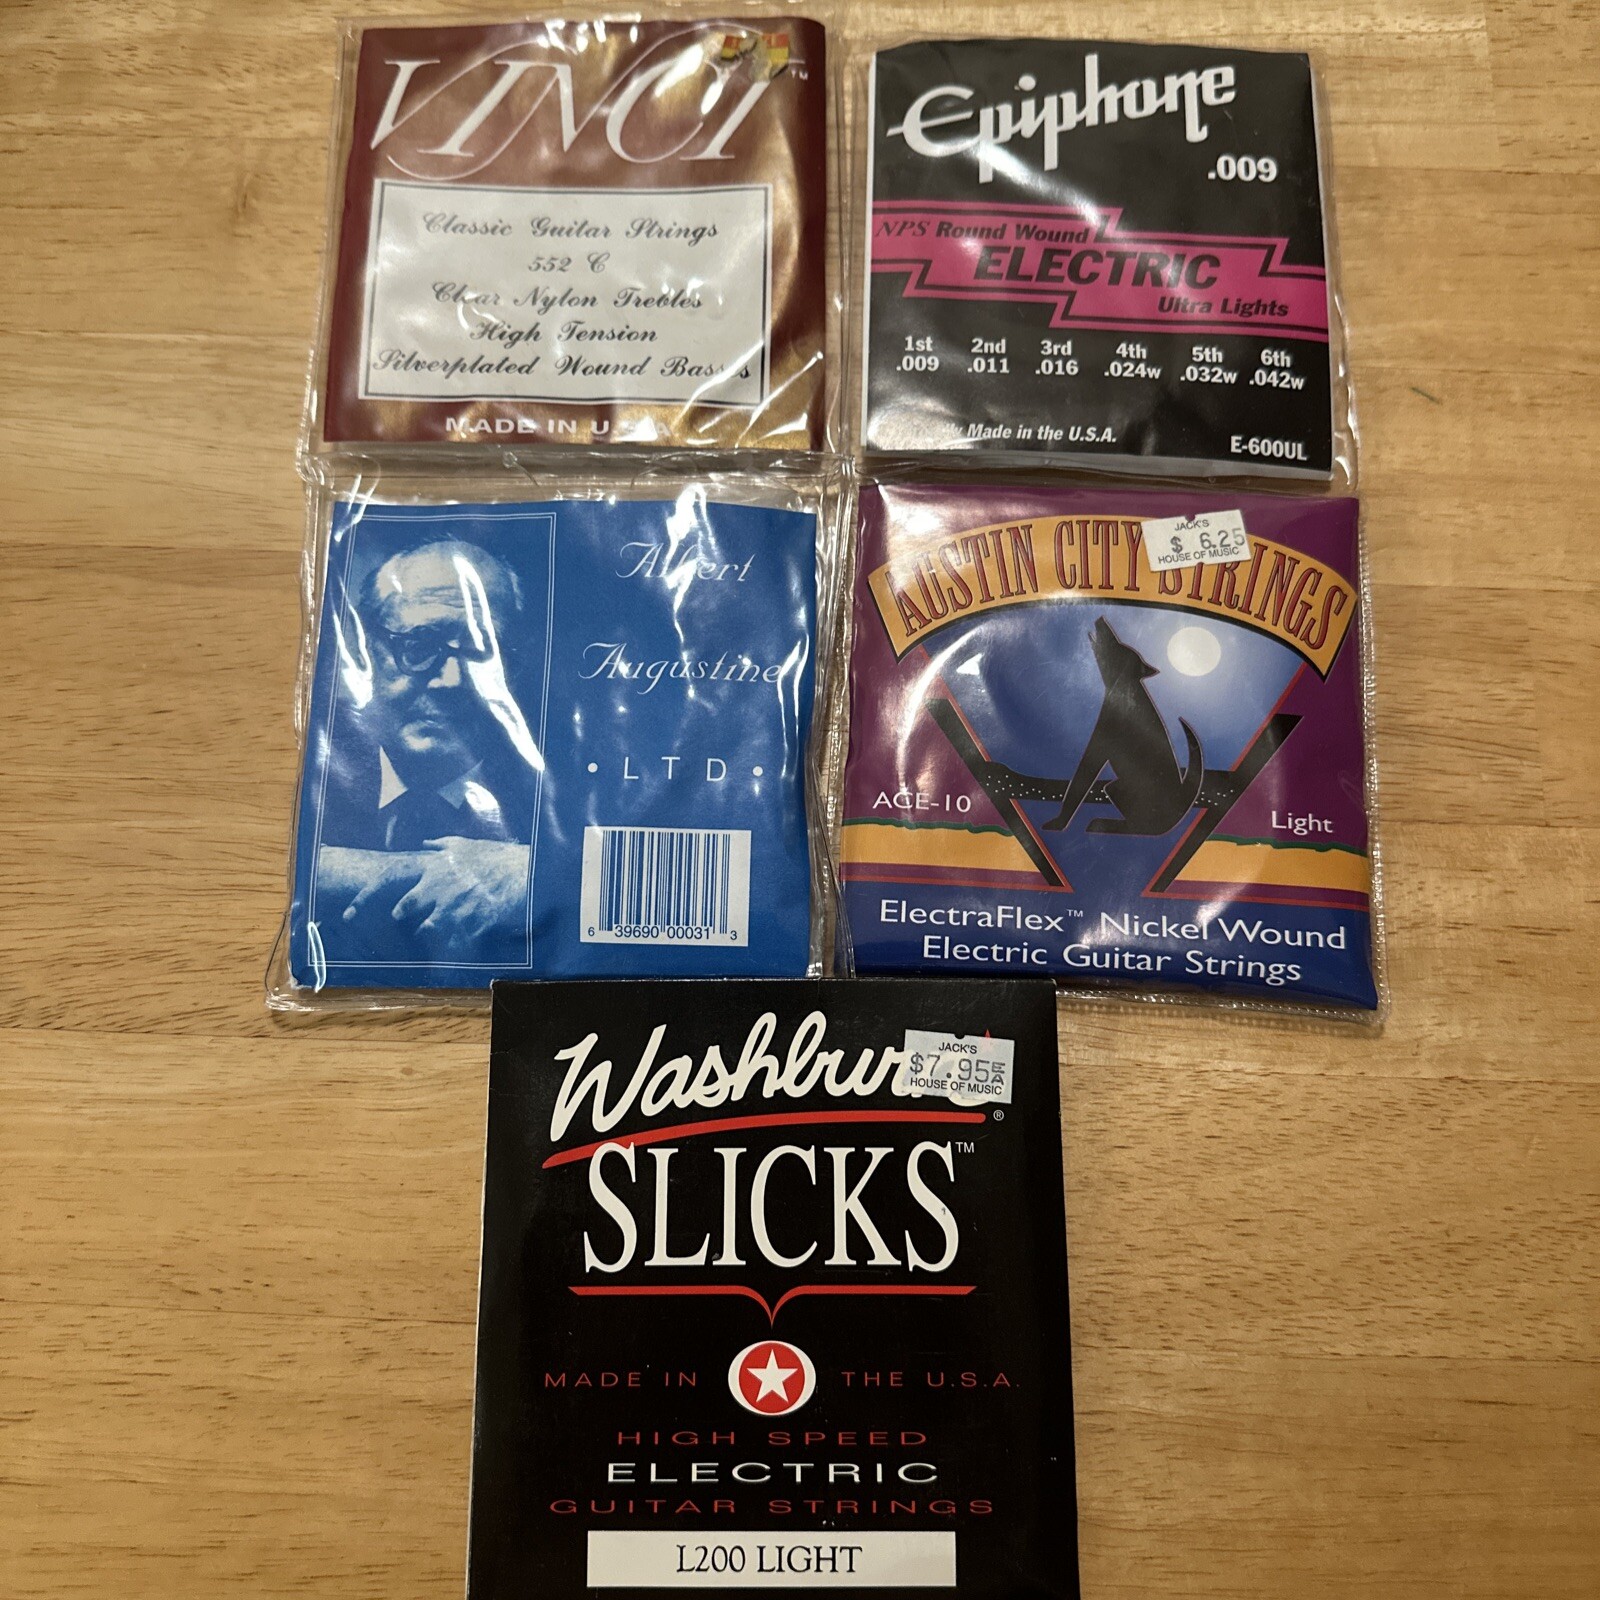 VINCI™
Classic Guitar Strings
552 C
Clear Nylon Trebles
High Tension
Silverplated Wound Basses
MADE IN U.S.A.
Epiphone
.009
NPS Round Wound
ELECTRIC
Ultra Lights
1st 2nd 3rd 4th 5th 6th
.009 .011 .016 .024w .032w .042w
Made in the U.S.A.
E-600UL
Albert
Augustine
• LTD •
6 39690 00031 3
AUSTIN CITY STRINGS
JACK'S
$ 6.25
HOUSE OF MUSIC
ACE-10
Light
ElectraFlex™ Nickel Wound
Electric Guitar Strings
Washburn®
JACK'S
$7.95 EA
HOUSE OF MUSIC
SLICKS™
MADE IN THE U.S.A.
HIGH SPEED
ELECTRIC
GUITAR STRINGS
L200 LIGHT